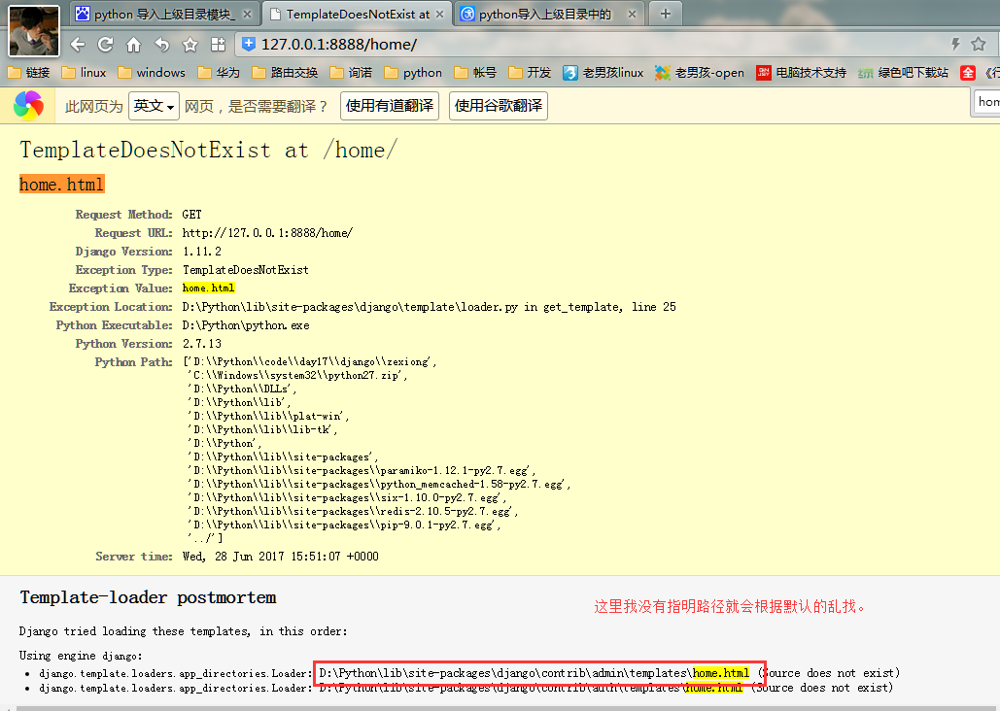 python 导入上级目录模块_
TemplateDoesNotExist at
python导入上级目录中的
127.0.0.1:8888/home/
链接 linux windows 华为 路由交换 询诺 python 帐号 开发 老男孩linux 老男孩-open 电脑技术支持 绿色吧下载站 《行
此网页为 英文 网页，是否需要翻译？ 使用有道翻译 使用谷歌翻译
hom
TemplateDoesNotExist at /home/
home.html
Request Method: GET
Request URL: http://127.0.0.1:8888/home/
Django Version: 1.11.2
Exception Type: TemplateDoesNotExist
Exception Value: home.html
Exception Location: D:\Python\lib\site-packages\django\template\loader.py in get_template, line 25
Python Executable: D:\Python\python.exe
Python Version: 2.7.13
Python Path: ['D:\\Python\\code\\day17\\django\\zexiong',
'C:\\Windows\\system32\\python27.zip',
'D:\\Python\\DLLs',
'D:\\Python\\lib',
'D:\\Python\\lib\\plat-win',
'D:\\Python\\lib\\lib-tk',
'D:\\Python',
'D:\\Python\\lib\\site-packages',
'D:\\Python\\lib\\site-packages\\paramiko-1.12.1-py2.7.egg',
'D:\\Python\\lib\\site-packages\\python_memcached-1.58-py2.7.egg',
'D:\\Python\\lib\\site-packages\\six-1.10.0-py2.7.egg',
'D:\\Python\\lib\\site-packages\\redis-2.10.5-py2.7.egg',
'D:\\Python\\lib\\site-packages\\pip-9.0.1-py2.7.egg',
'../']
Server time: Wed, 28 Jun 2017 15:51:07 +0000
Template-loader postmortem
这里我没有指明路径就会根据默认的乱找。
Django tried loading these templates, in this order:
Using engine django:
django.template.loaders.app_directories.Loader: D:\Python\lib\site-packages\django\contrib\admin\templates\home.html (Source does not exist)
django.template.loaders.app_directories.Loader: D:\Python\lib\site-packages\django\contrib\auth\templates\home.html (Source does not exist)